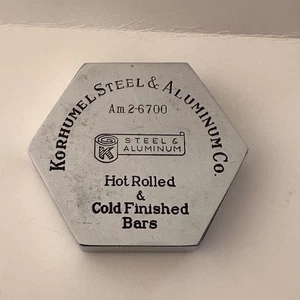 KORHUMEL STEEL & ALUMINUM CO.
Am 2-6700
K
STEEL &
ALUMINUM
Hot Rolled
&
Cold Finished
Bars